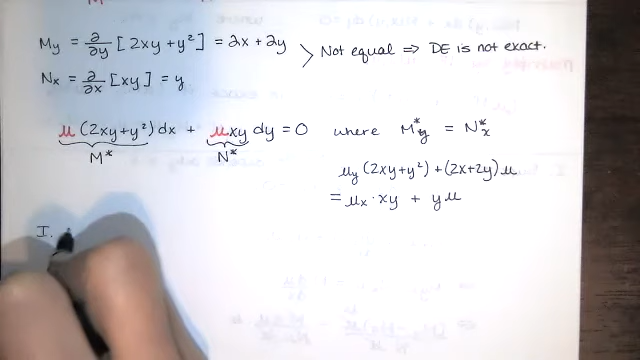 My = ∂/∂y [2xy + y²] = 2x + 2y
Nx = ∂/∂x [xy] = y
Not equal ⇒ DE is not exact.
μ(2xy+y²)dx + μxy dy = 0 where M*y = N*x
M* N*
μy(2xy+y²) + (2x+2y)μ
= μx · xy + yμ
I.